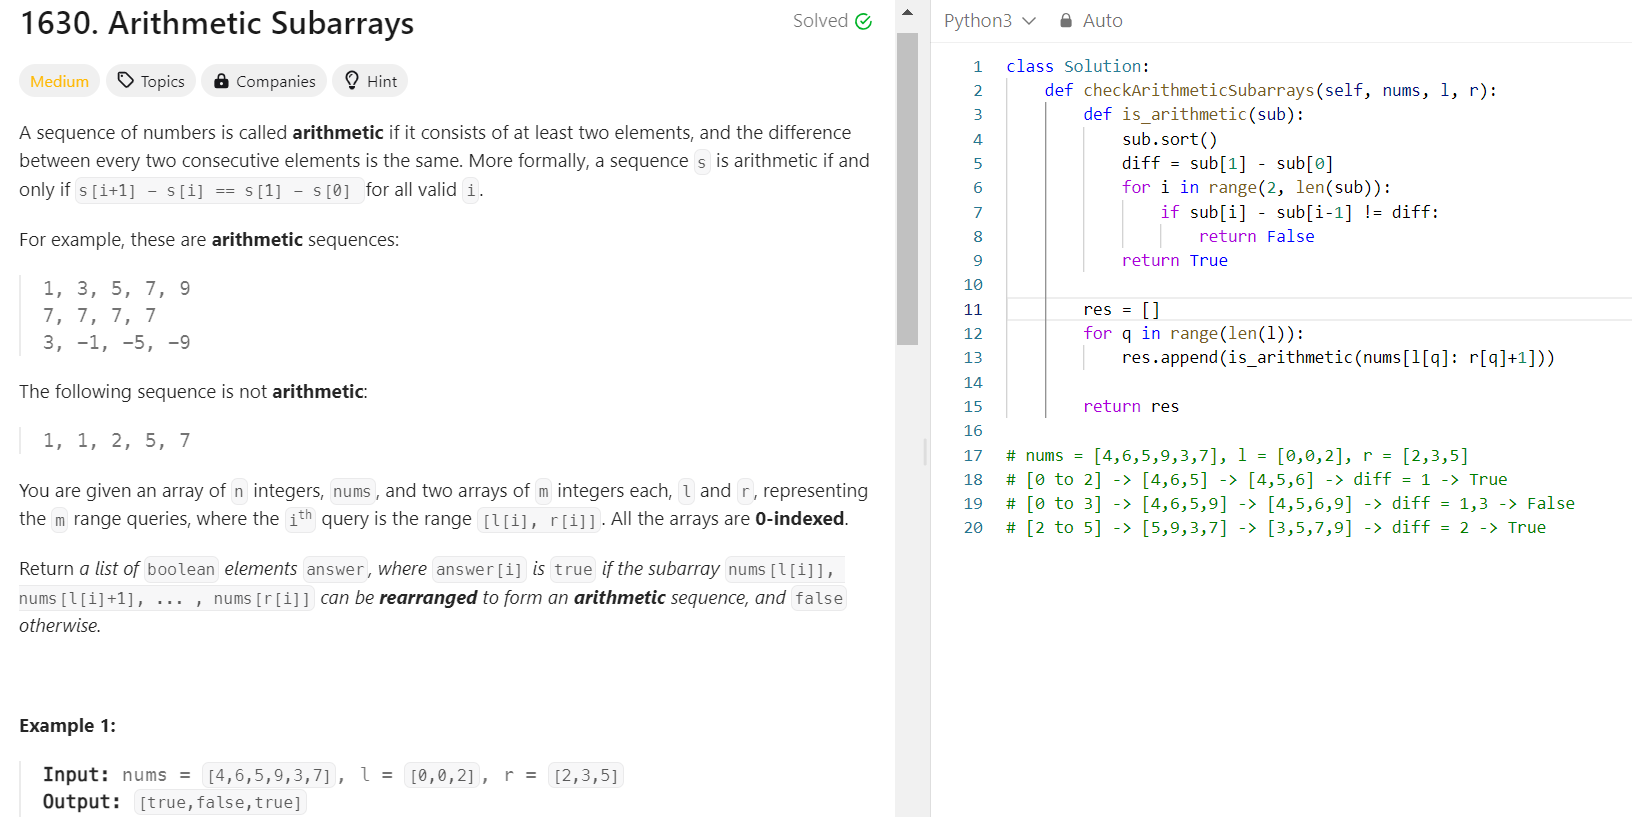 1630. Arithmetic Subarrays
Solved
Medium Topics Companies Hint
A sequence of numbers is called arithmetic if it consists of at least two elements, and the difference
between every two consecutive elements is the same. More formally, a sequence s is arithmetic if and
only if s[i+1] - s[i] == s[1] - s[0] for all valid i.
For example, these are arithmetic sequences:
1, 3, 5, 7, 9
7, 7, 7, 7
3, -1, -5, -9
The following sequence is not arithmetic:
1, 1, 2, 5, 7
You are given an array of n integers, nums, and two arrays of m integers each, l and r, representing
the m range queries, where the ith query is the range [l[i], r[i]]. All the arrays are 0-indexed.
Return a list of boolean elements answer, where answer[i] is true if the subarray nums[l[i]],
nums[l[i]+1], ... , nums[r[i]] can be rearranged to form an arithmetic sequence, and false
otherwise.
Example 1:
Input: nums = [4,6,5,9,3,7], l = [0,0,2], r = [2,3,5]
Output: [true,false,true]
Python3 Auto
1 class Solution:
2     def checkArithmeticSubarrays(self, nums, l, r):
3         def is_arithmetic(sub):
4             sub.sort()
5             diff = sub[1] - sub[0]
6             for i in range(2, len(sub)):
7                 if sub[i] - sub[i-1] != diff:
8                     return False
9             return True
10
11         res = []
12         for q in range(len(l)):
13             res.append(is_arithmetic(nums[l[q]: r[q]+1]))
14
15         return res
16
17 # nums = [4,6,5,9,3,7], l = [0,0,2], r = [2,3,5]
18 # [0 to 2] -> [4,6,5] -> [4,5,6] -> diff = 1 -> True
19 # [0 to 3] -> [4,6,5,9] -> [4,5,6,9] -> diff = 1,3 -> False
20 # [2 to 5] -> [5,9,3,7] -> [3,5,7,9] -> diff = 2 -> True